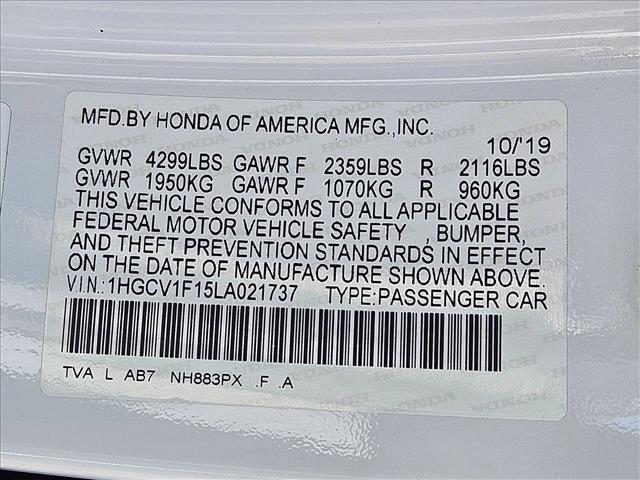 MFD.BY HONDA OF AMERICA MFG.,INC.
10/'19
GVWR 4299LBS GAWR F 2359LBS R 2116LBS
GVWR 1950KG GAWR F 1070KG R 960KG
THIS VEHICLE CONFORMS TO ALL APPLICABLE
FEDERAL MOTOR VEHICLE SAFETY , BUMPER,
AND THEFT PREVENTION STANDARDS IN EFFECT
ON THE DATE OF MANUFACTURE SHOWN ABOVE.
VIN:1HGCV1F15LA021737 TYPE:PASSENGER CAR
TVA L AB7 NH883PX .F .A